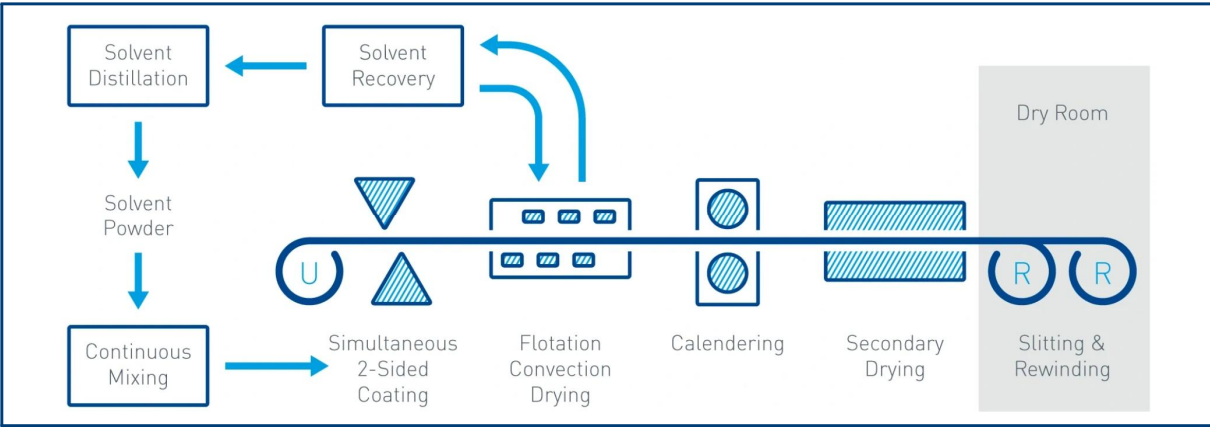 Solvent
Distillation
Solvent
Recovery
Dry Room
Solvent
Powder
U
R
R
Continuous
Mixing
Simultaneous
2-Sided
Coating
Flotation
Convection
Drying
Calendering
Secondary
Drying
Slitting &
Rewinding